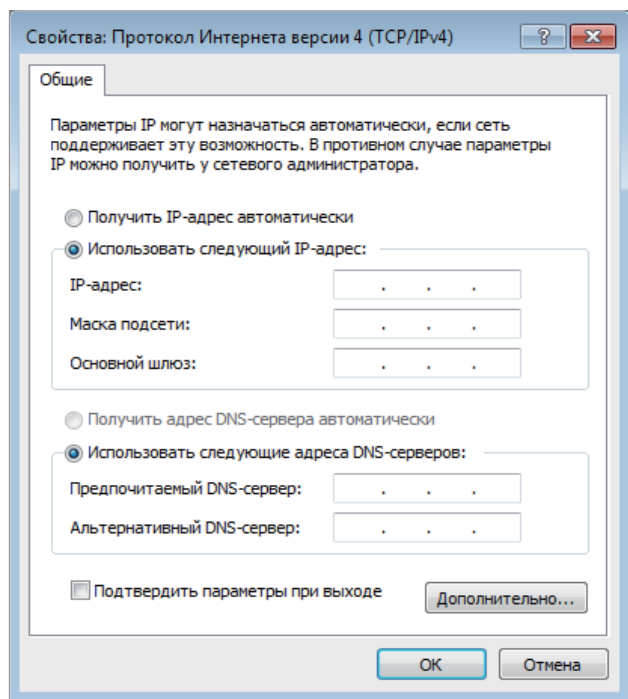 Свойства: Протокол Интернета версии 4 (TCP/IPv4)
Общие
Параметры IP могут назначаться автоматически, если сеть
поддерживает эту возможность. В противном случае параметры
IP можно получить у сетевого администратора.
Получить IP-адрес автоматически
Использовать следующий IP-адрес:
IP-адрес:
Маска подсети:
Основной шлюз:
Получить адрес DNS-сервера автоматически
Использовать следующие адреса DNS-серверов:
Предпочитаемый DNS-сервер:
Альтернативный DNS-сервер:
Подтвердить параметры при выходе
Дополнительно...
ОК
Отмена